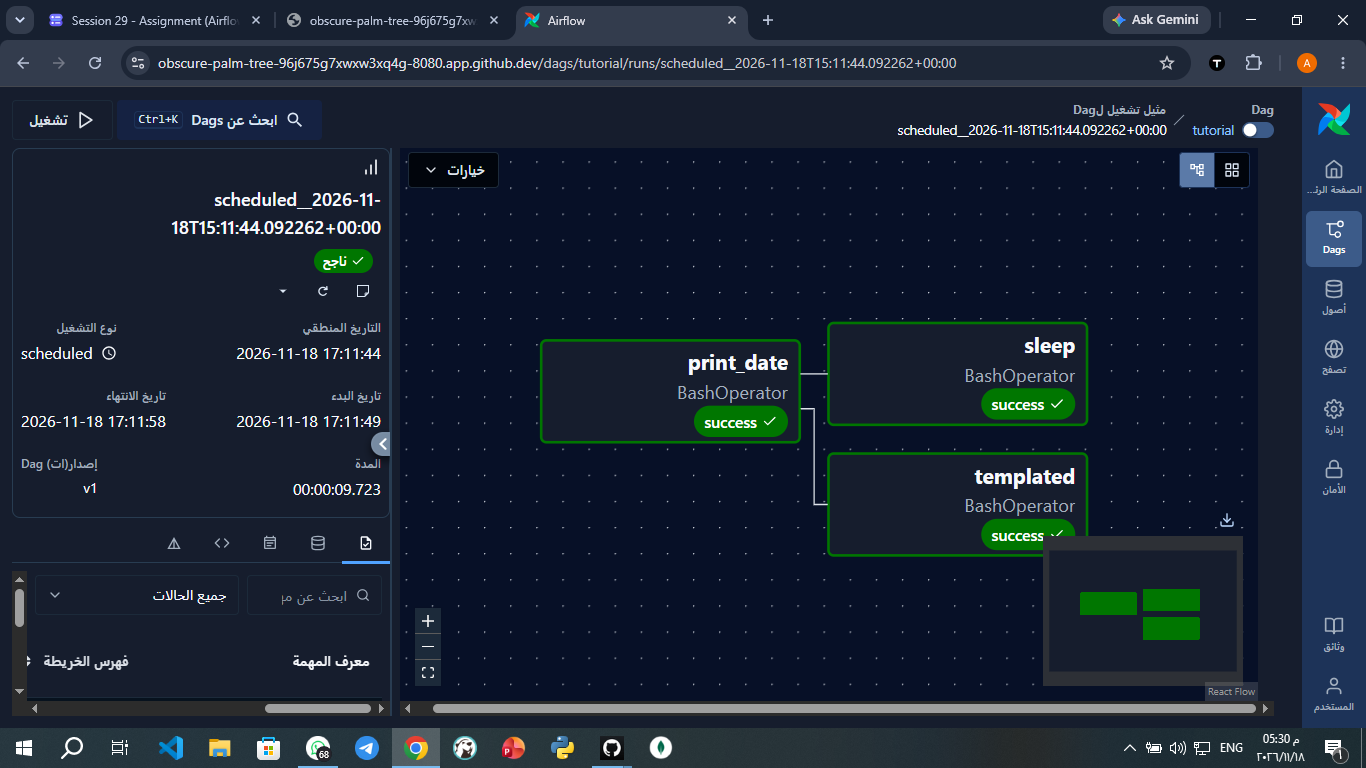 Session 29 - Assignment (Airflo
obscure-palm-tree-96j675g7xw
Airflow
Ask Gemini
obscure-palm-tree-96j675g7xwxw3xq4g-8080.app.github.dev/dags/tutorial/runs/scheduled__2026-11-18T15:11:44.092262+00:00
T
A
تشغيل
Ctrl+K
ابحث عن Dags
مثيل تشغيل لDag
scheduled__2026-11-18T15:11:44.092262+00:00
Dag
tutorial
scheduled__2026-11-
18T15:11:44.092262+00:00
ناجح
التاريخ المنطقي
نوع التشغيل
2026-11-18 17:11:44
scheduled
تاريخ البدء
تاريخ الانتهاء
2026-11-18 17:11:49
2026-11-18 17:11:58
المدة
إصدار(ات) Dag
00:00:09.723
v1
ابحث عن مه
جميع الحالات
معرف المهمة
فهرس الخريطة
خيارات
print_date
BashOperator
success
sleep
BashOperator
success
templated
BashOperator
success
React Flow
الصفحة الرئ...
Dags
أصول
تصفح
إدارة
الأمان
وثائق
المستخدم
68
ENG
05:30 م
٢٠٢٦/١١/١٨
1